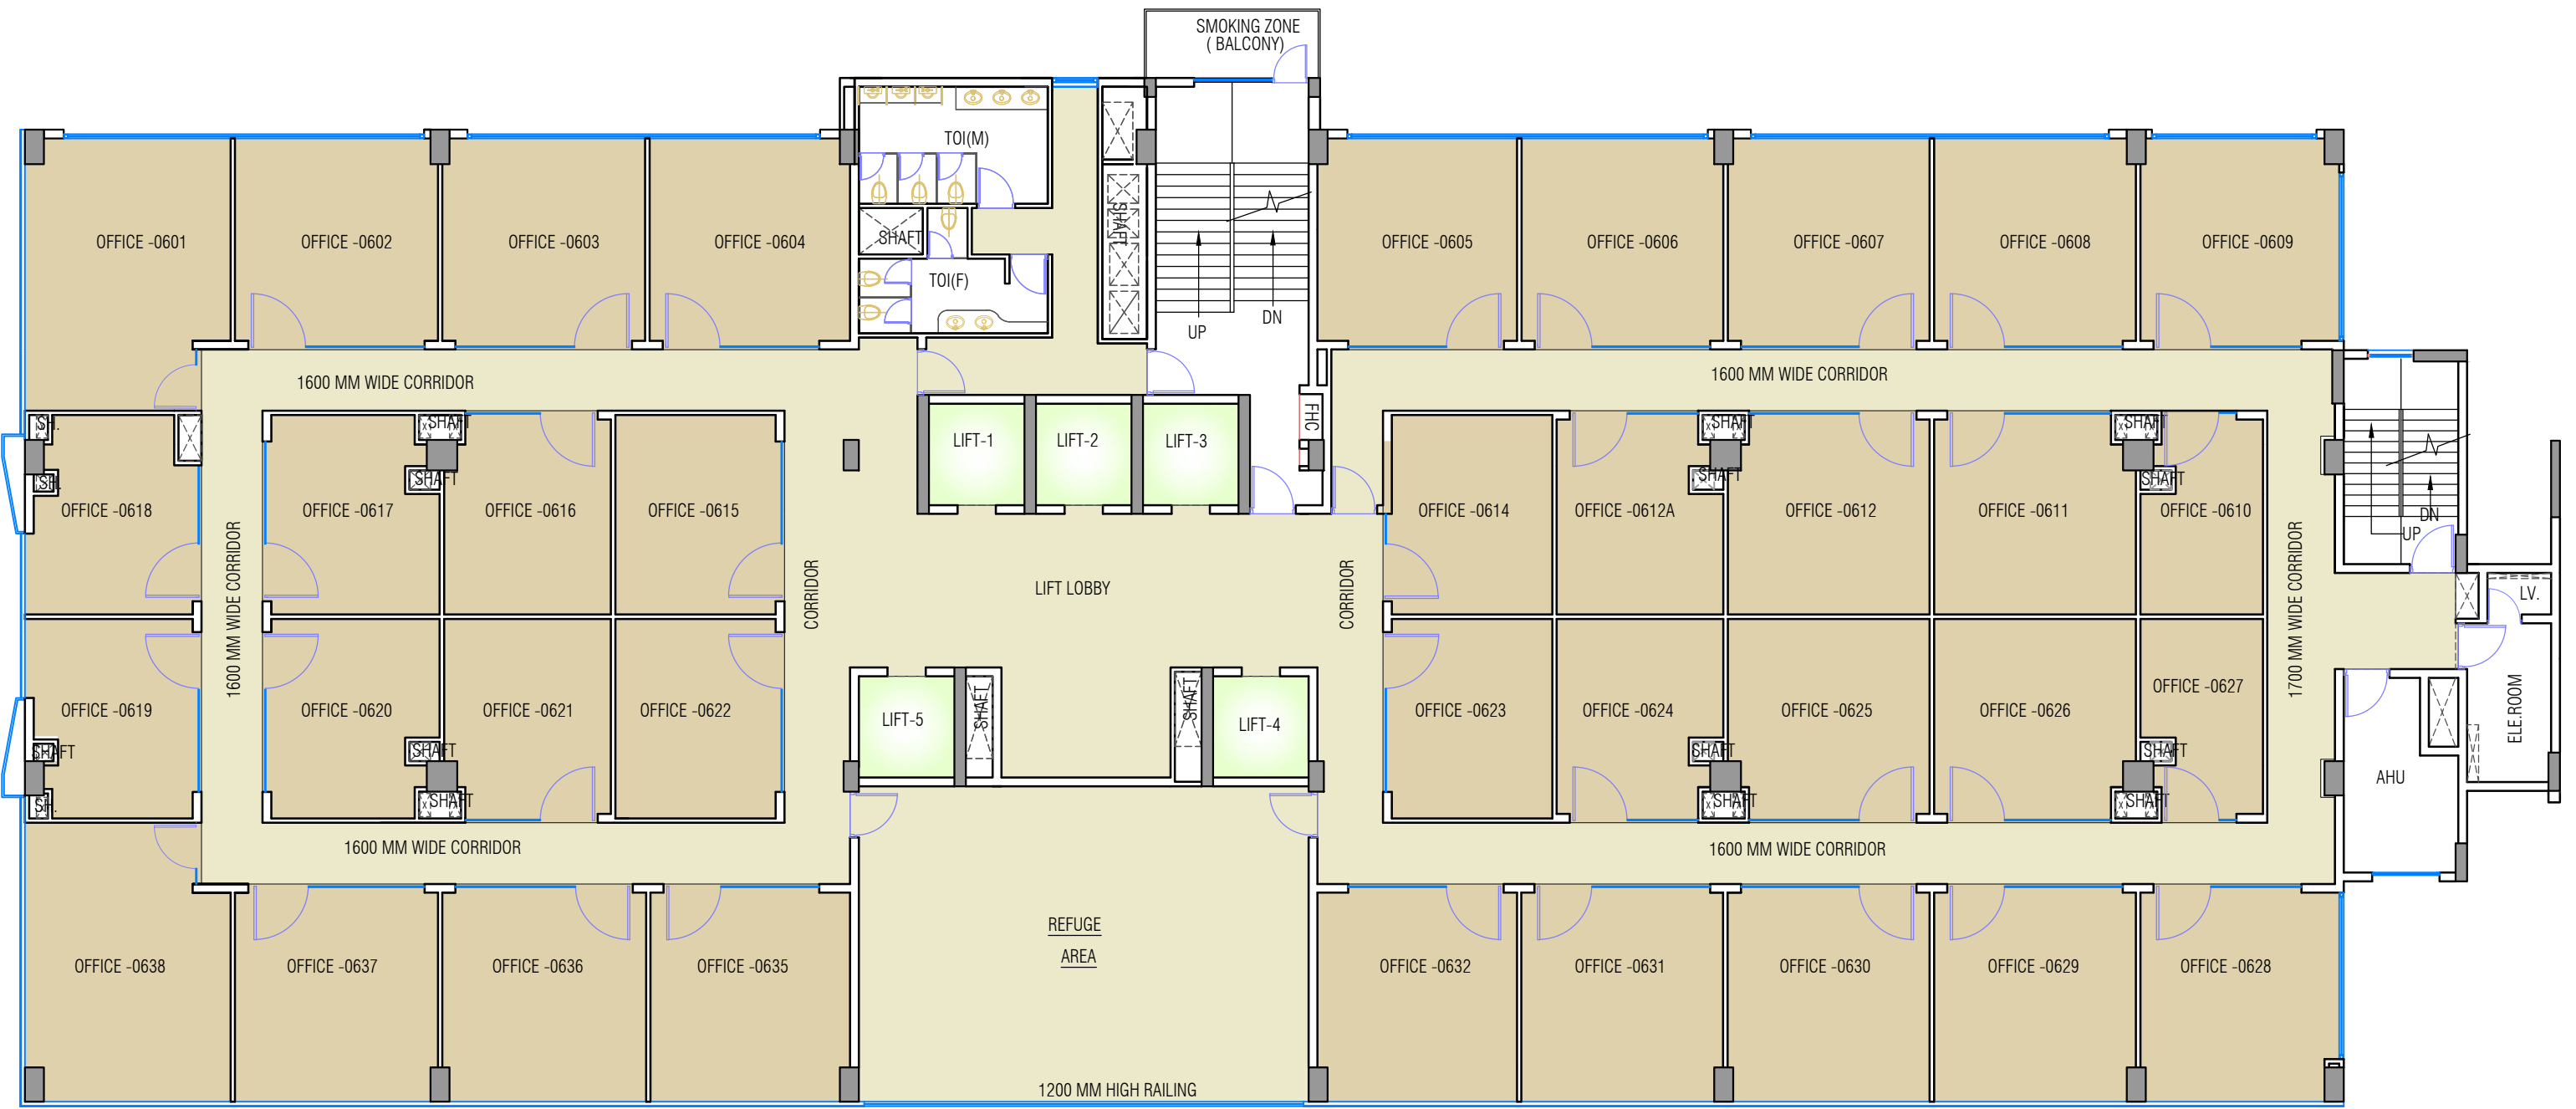 SMOKING ZONE
( BALCONY)
TOI(M)
SHAFT
SHAFT
TOI(F)
UP
DN
OFFICE -0601
OFFICE -0602
OFFICE -0603
OFFICE -0604
OFFICE -0605
OFFICE -0606
OFFICE -0607
OFFICE -0608
OFFICE -0609
1600 MM WIDE CORRIDOR
1600 MM WIDE CORRIDOR
FHC
LIFT-1
LIFT-2
LIFT-3
SH.
SHAFT
SHAFT
SHAFT
SH.
SHAFT
SHAFT
SHAFT
OFFICE -0618
OFFICE -0617
OFFICE -0616
OFFICE -0615
OFFICE -0614
OFFICE -0612A
OFFICE -0612
OFFICE -0611
OFFICE -0610
DN
UP
1600 MM WIDE CORRIDOR
CORRIDOR
LIFT LOBBY
CORRIDOR
1700 MM WIDE CORRIDOR
LV.
OFFICE -0619
OFFICE -0620
OFFICE -0621
OFFICE -0622
LIFT-5
SHAFT
SHAFT
LIFT-4
OFFICE -0623
OFFICE -0624
OFFICE -0625
OFFICE -0626
OFFICE -0627
ELE.ROOM
SHAFT
SHAFT
SHAFT
SHAFT
AHU
SH.
SHAFT
SHAFT
SHAFT
1600 MM WIDE CORRIDOR
1600 MM WIDE CORRIDOR
REFUGE
AREA
OFFICE -0638
OFFICE -0637
OFFICE -0636
OFFICE -0635
OFFICE -0632
OFFICE -0631
OFFICE -0630
OFFICE -0629
OFFICE -0628
1200 MM HIGH RAILING